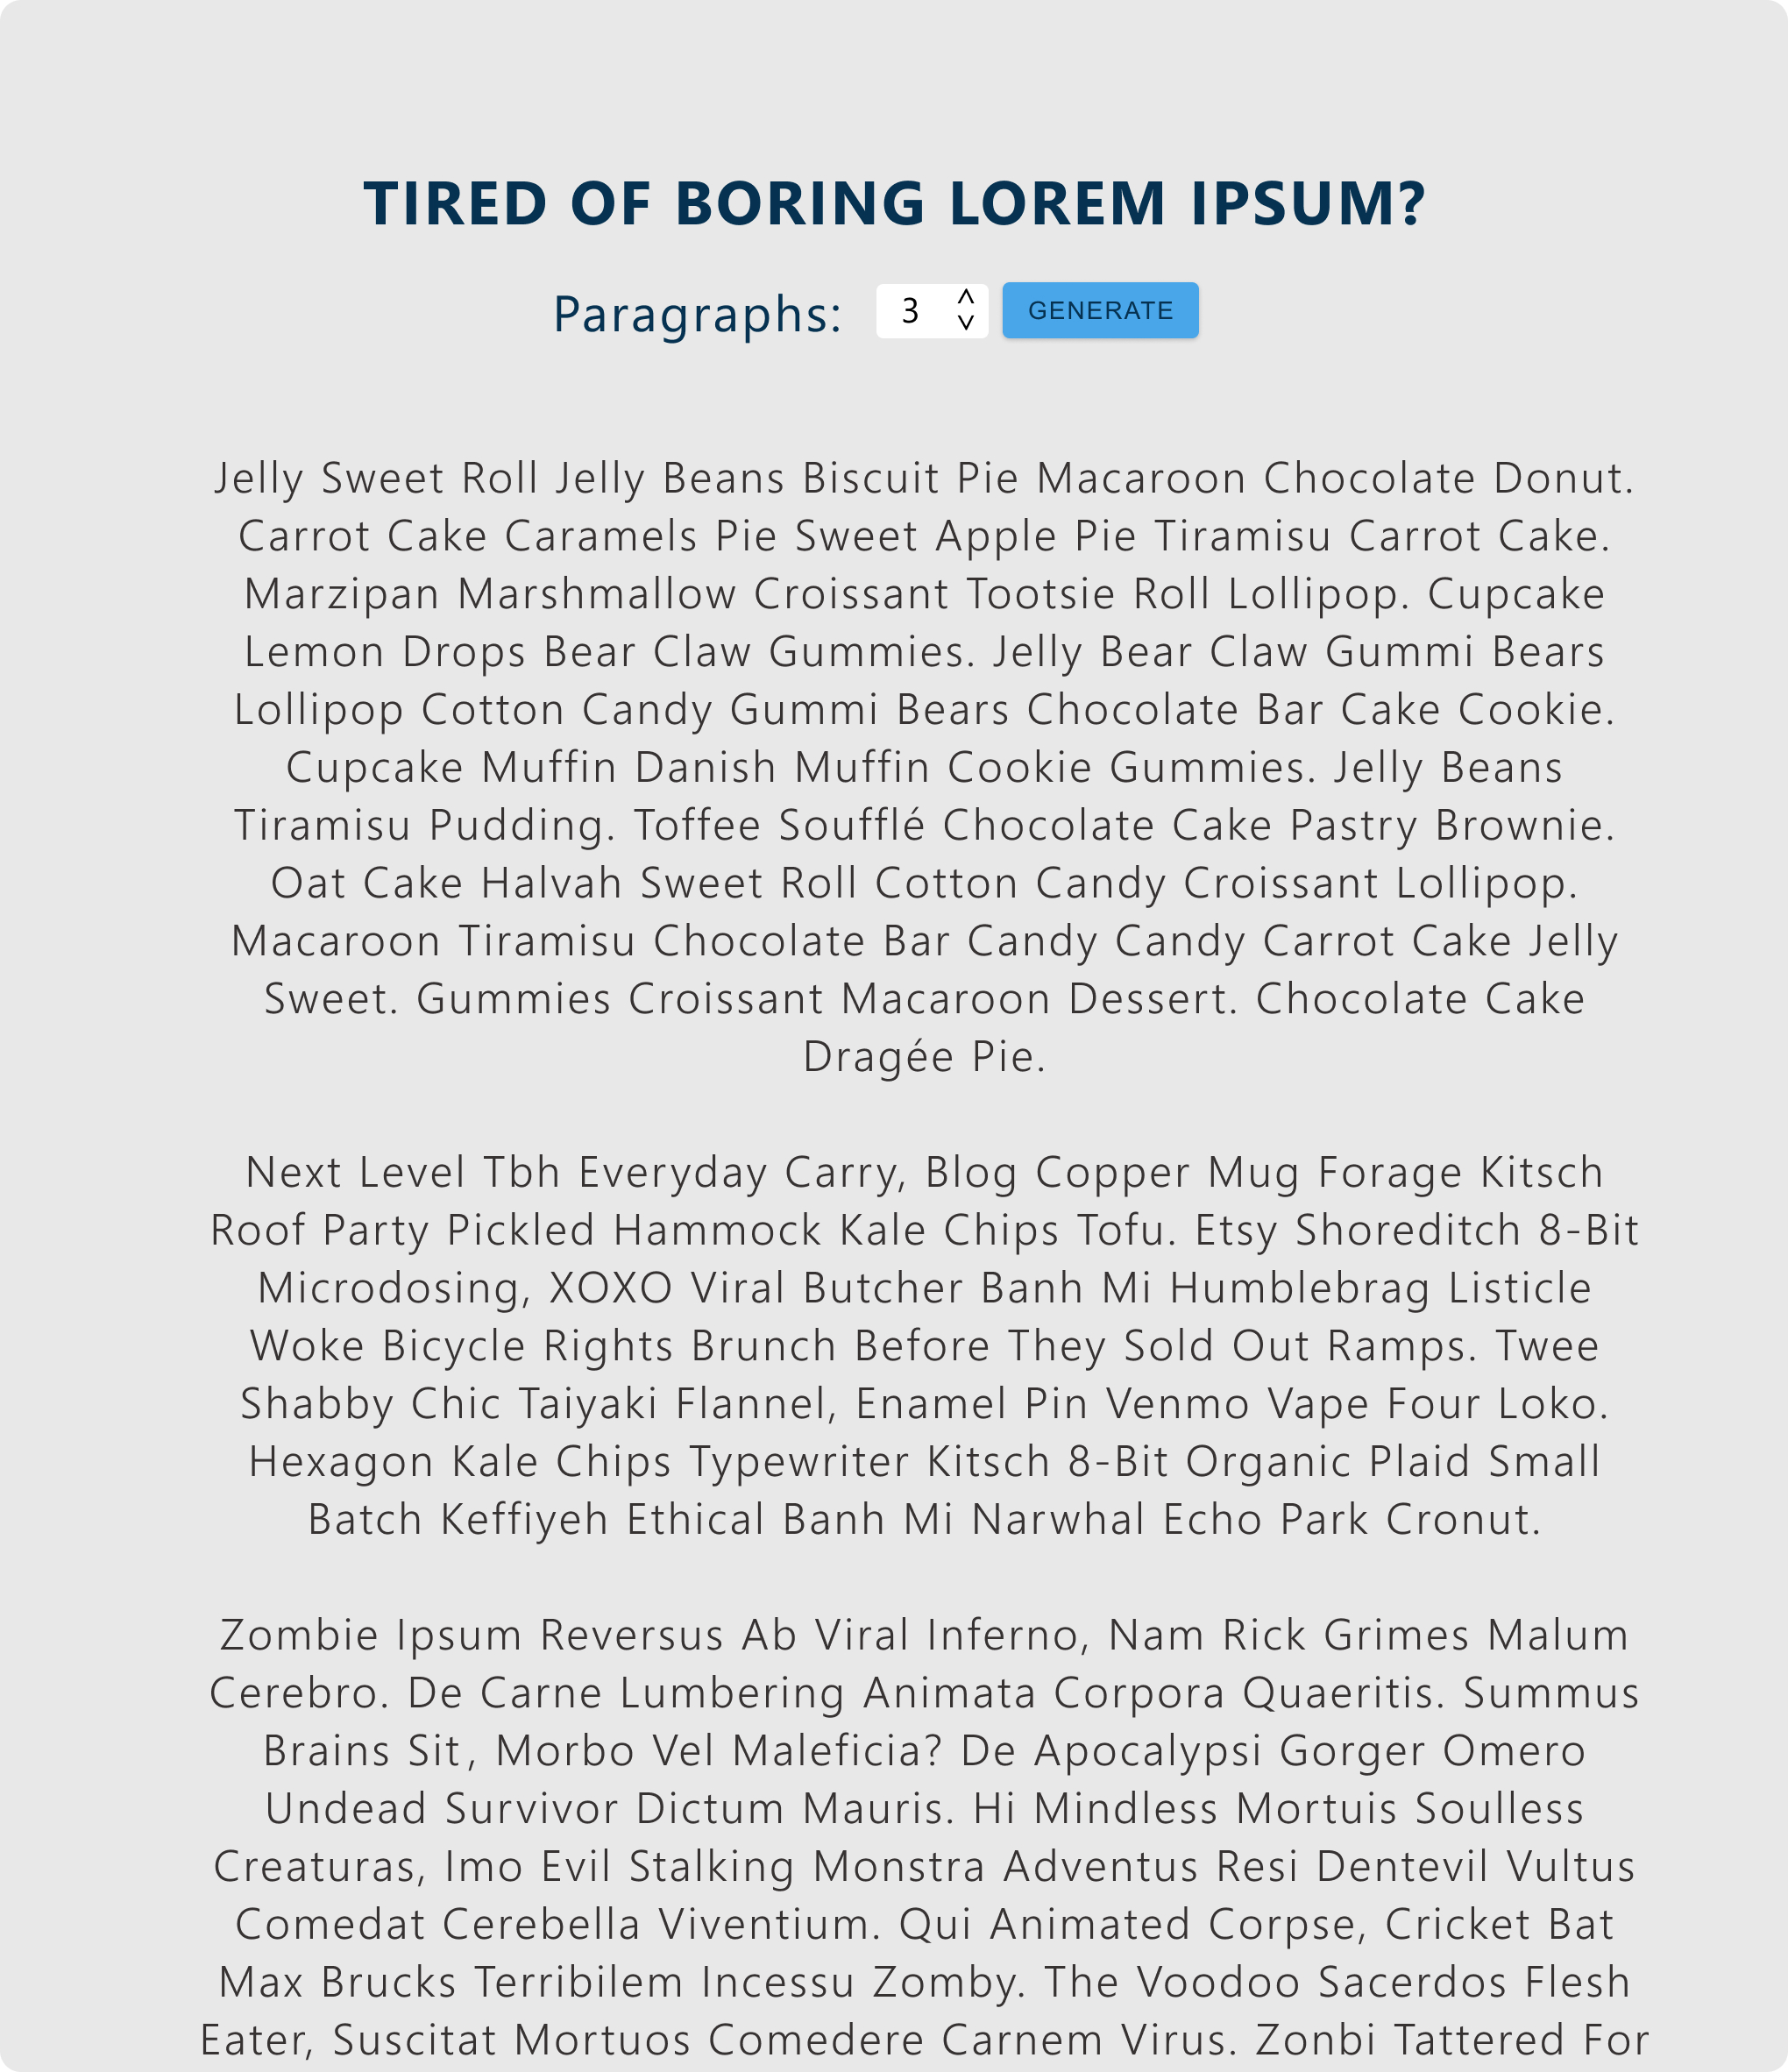 TIRED OF BORING LOREM IPSUM?
Paragraphs: 3 GENERATE
Jelly Sweet Roll Jelly Beans Biscuit Pie Macaroon Chocolate Donut.
Carrot Cake Caramels Pie Sweet Apple Pie Tiramisu Carrot Cake.
Marzipan Marshmallow Croissant Tootsie Roll Lollipop. Cupcake
Lemon Drops Bear Claw Gummies. Jelly Bear Claw Gummi Bears
Lollipop Cotton Candy Gummi Bears Chocolate Bar Cake Cookie.
Cupcake Muffin Danish Muffin Cookie Gummies. Jelly Beans
Tiramisu Pudding. Toffee Soufflé Chocolate Cake Pastry Brownie.
Oat Cake Halvah Sweet Roll Cotton Candy Croissant Lollipop.
Macaroon Tiramisu Chocolate Bar Candy Candy Carrot Cake Jelly
Sweet. Gummies Croissant Macaroon Dessert. Chocolate Cake
Dragée Pie.
Next Level Tbh Everyday Carry, Blog Copper Mug Forage Kitsch
Roof Party Pickled Hammock Kale Chips Tofu. Etsy Shoreditch 8-Bit
Microdosing, XOXO Viral Butcher Banh Mi Humblebrag Listicle
Woke Bicycle Rights Brunch Before They Sold Out Ramps. Twee
Shabby Chic Taiyaki Flannel, Enamel Pin Venmo Vape Four Loko.
Hexagon Kale Chips Typewriter Kitsch 8-Bit Organic Plaid Small
Batch Keffiyeh Ethical Banh Mi Narwhal Echo Park Cronut.
Zombie Ipsum Reversus Ab Viral Inferno, Nam Rick Grimes Malum
Cerebro. De Carne Lumbering Animata Corpora Quaeritis. Summus
Brains Sit, Morbo Vel Maleficia? De Apocalypsi Gorger Omero
Undead Survivor Dictum Mauris. Hi Mindless Mortuis Soulless
Creaturas, Imo Evil Stalking Monstra Adventus Resi Dentevil Vultus
Comedat Cerebella Viventium. Qui Animated Corpse, Cricket Bat
Max Brucks Terribilem Incessu Zomby. The Voodoo Sacerdos Flesh
Eater, Suscitat Mortuos Comedere Carnem Virus. Zonbi Tattered For